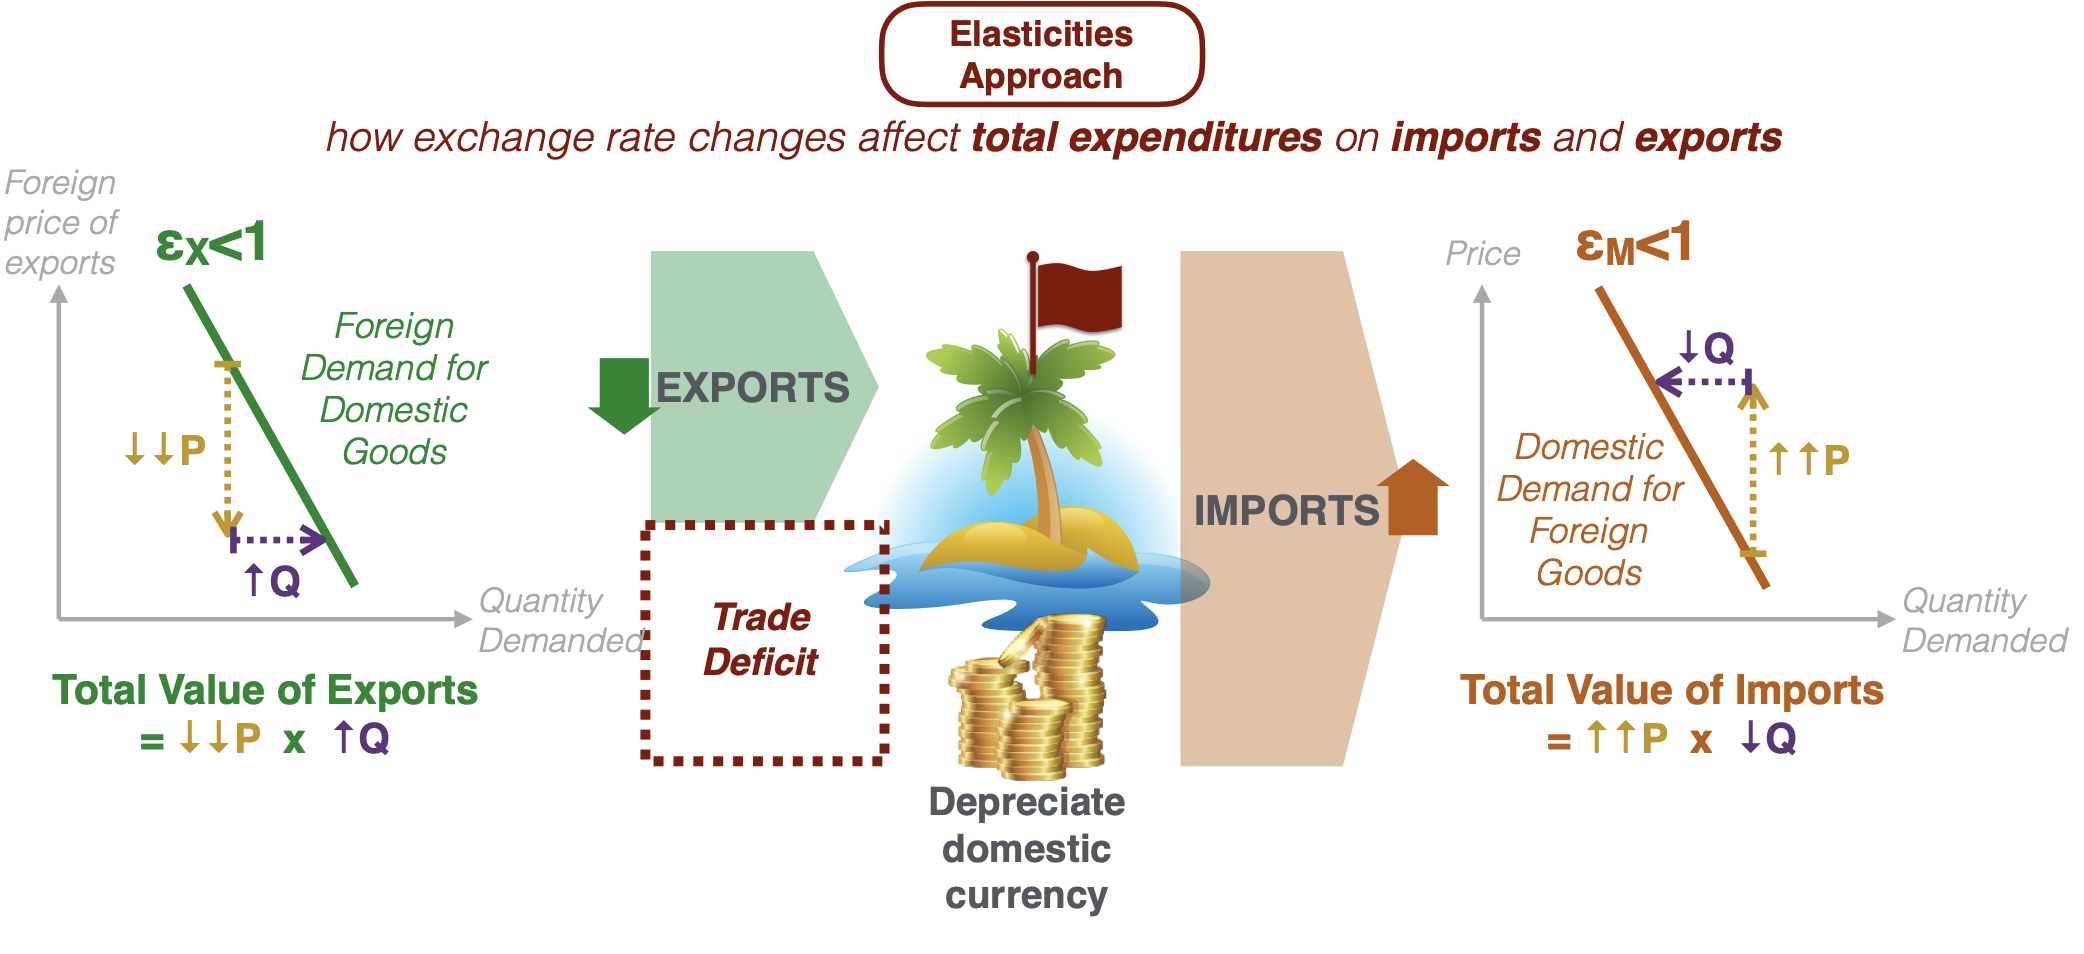 Elasticities
Approach
how exchange rate changes affect total expenditures on imports and exports
Foreign
price of
exports
εX<1
Foreign
Demand for
Domestic
Goods
↓↓P
↑Q
Quantity
Demanded
Total Value of Exports
= ↓↓P x ↑Q
EXPORTS
Trade
Deficit
IMPORTS
Depreciate
domestic
currency
Price
εM<1
↓Q
↑↑P
Domestic
Demand for
Foreign
Goods
Quantity
Demanded
Total Value of Imports
= ↑↑P x ↓Q